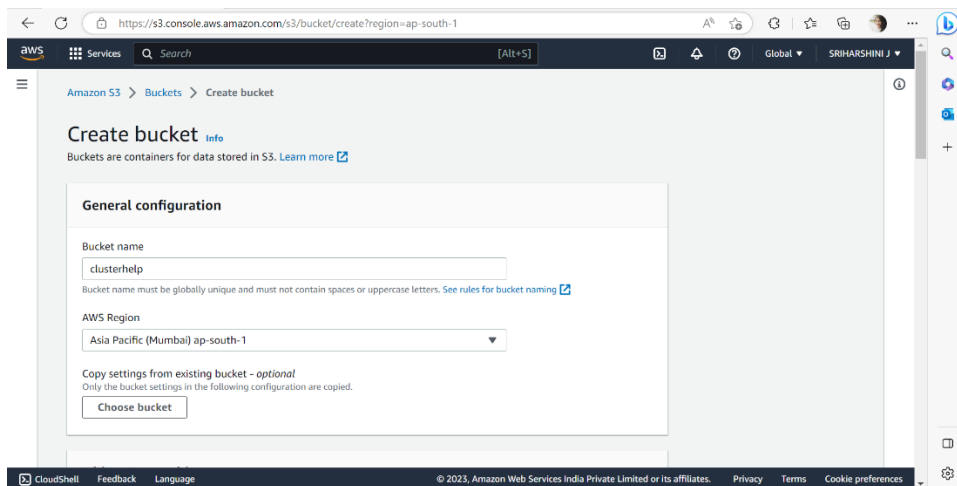 https://s3.console.aws.amazon.com/s3/bucket/create?region=ap-south-1
aws Services Search [Alt+S] Global SRIHARSHINI J
Amazon S3 > Buckets > Create bucket
Create bucket Info
Buckets are containers for data stored in S3. Learn more
General configuration
Bucket name
clusterhelp
Bucket name must be globally unique and must not contain spaces or uppercase letters. See rules for bucket naming
AWS Region
Asia Pacific (Mumbai) ap-south-1
Copy settings from existing bucket - optional
Only the bucket settings in the following configuration are copied.
Choose bucket
CloudShell Feedback Language © 2023, Amazon Web Services India Private Limited or its affiliates. Privacy Terms Cookie preferences